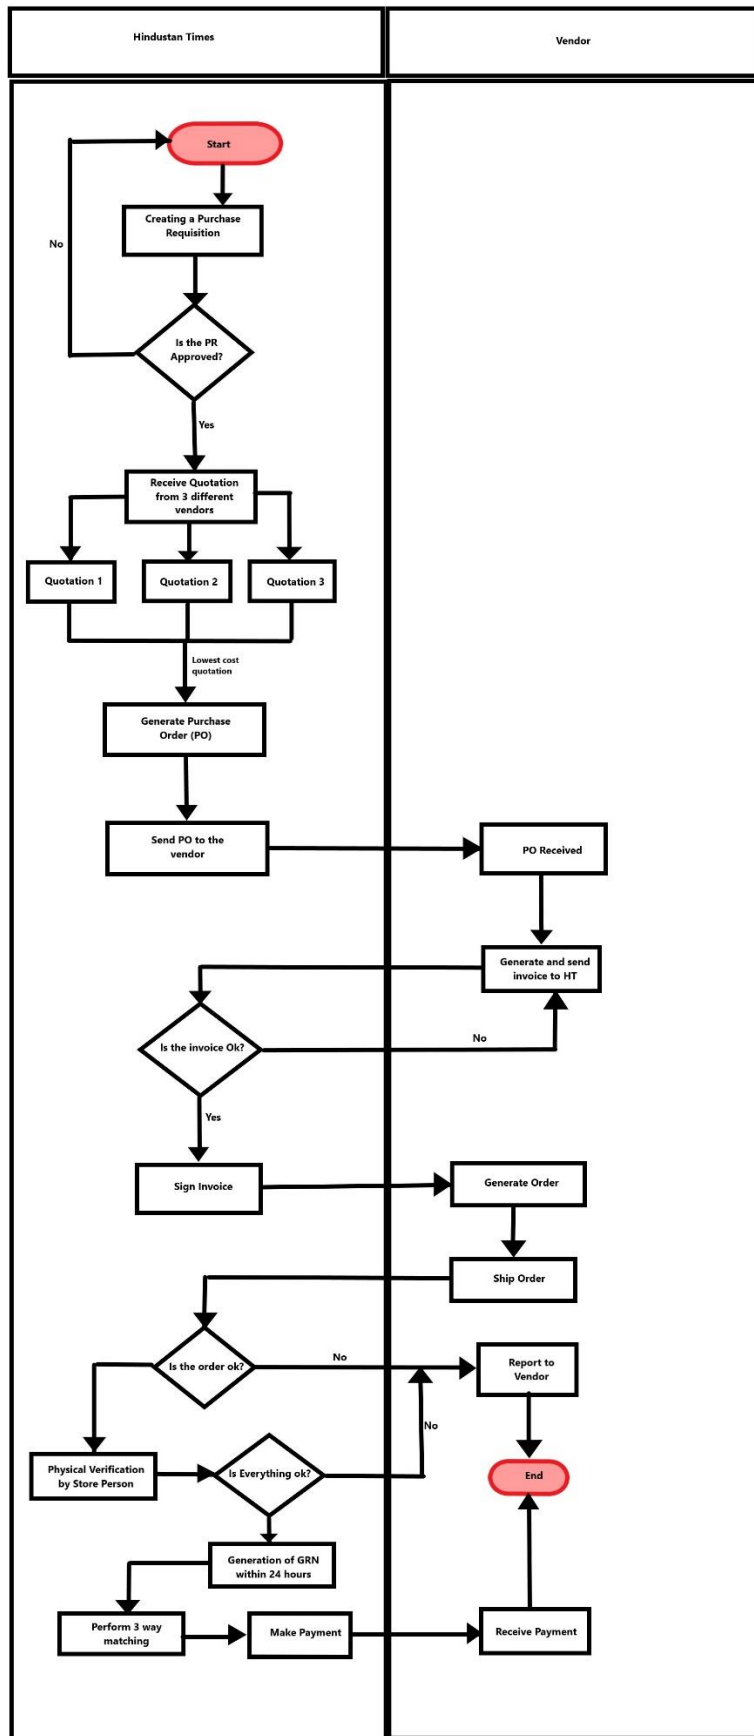 Hindustan Times
Vendor
Start
Creating a Purchase
Requisition
No
Is the PR
Approved?
Yes
Receive Quotation
from 3 different
vendors
Quotation 1
Quotation 2
Quotation 3
Lowest cost
quotation
Generate Purchase
Order (PO)
Send PO to the
vendor
PO Received
Generate and send
invoice to HT
Is the invoice Ok?
No
Yes
Sign Invoice
Generate Order
Ship Order
Is the order ok?
No
Report to
Vendor
No
Physical Verification
by Store Person
Is Everything ok?
End
Generation of GRN
within 24 hours
Perform 3 way
matching
Make Payment
Receive Payment